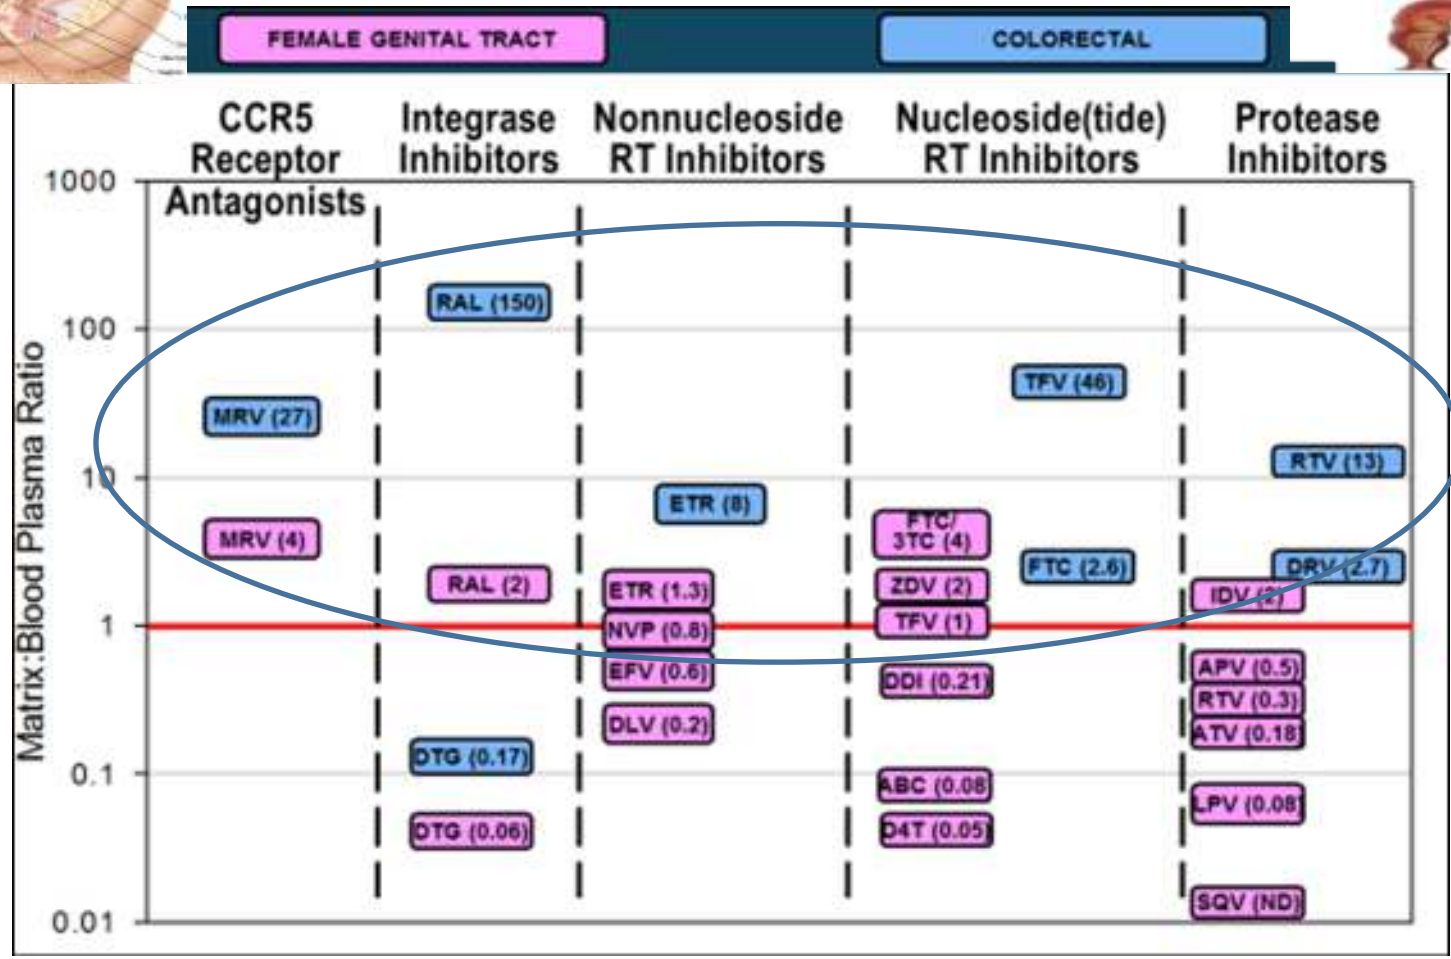 FEMALE GENITAL TRACT
COLORECTAL
CCR5
Receptor
Antagonists
Integrase
Inhibitors
Nonnucleoside
RT Inhibitors
Nucleoside(tide)
RT Inhibitors
Protease
Inhibitors
Matrix:Blood Plasma Ratio
1000
100
10
1
0.1
0.01
MRV (27)
MRV (4)
RAL (150)
RAL (2)
DTG (0.17)
DTG (0.06)
ETR (8)
ETR (1.3)
NVP (0.8)
EFV (0.6)
DLV (0.2)
TFV (46)
FTC/
3TC (4)
FTC (2.6)
ZDV (2)
TFV (1)
DDI (0.21)
ABC (0.08
D4T (0.05)
RTV (13)
DRV (2.7)
IDV (2)
APV (0.5)
RTV (0.3)
ATV (0.18)
LPV (0.08)
SQV (ND)